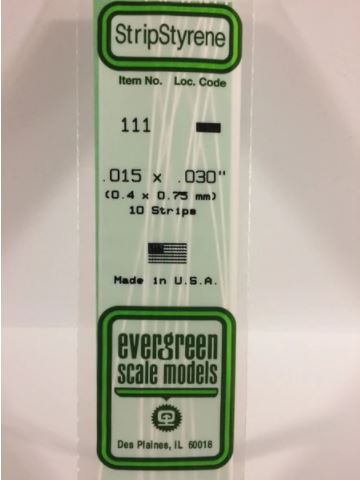 StripStyrene
Item No. Loc. Code
111
.015 x .030"
(0.4 x 0.75 mm)
10 Strips
Made in U.S.A.
evergreen
scale models
Des Plaines, IL 60018